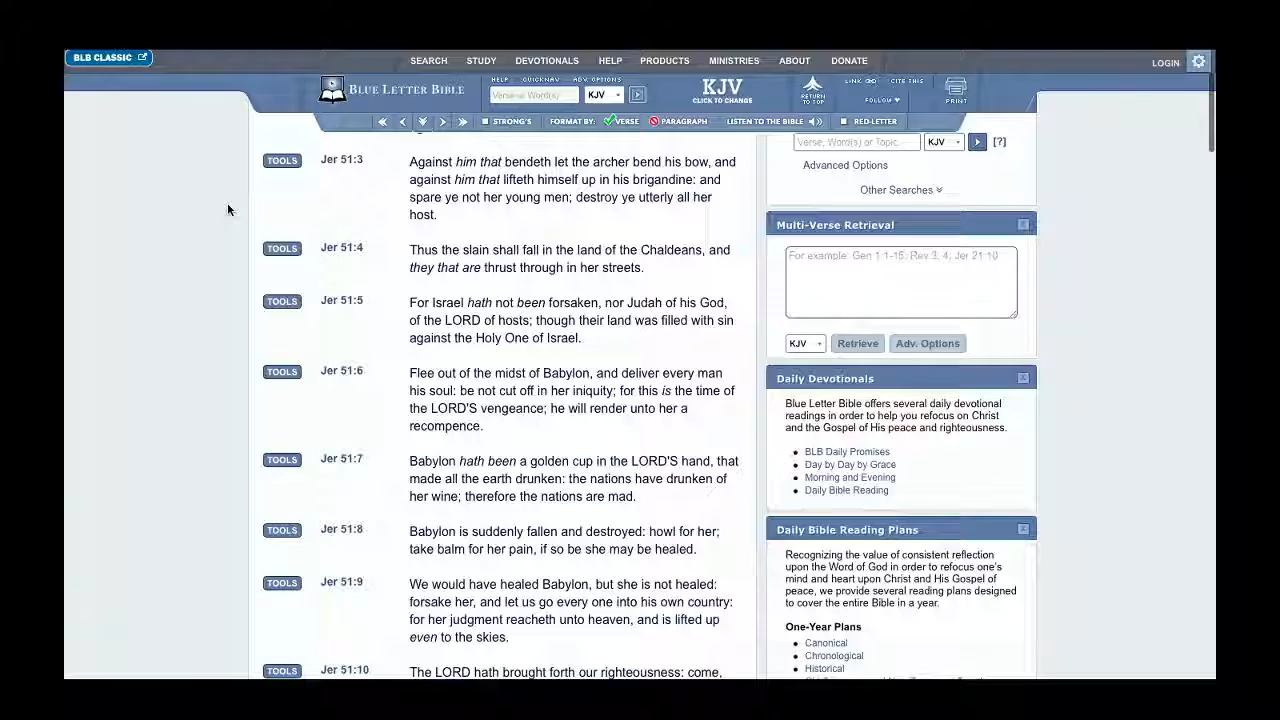 BLB CLASSIC
SEARCH STUDY DEVOTIONALS HELP PRODUCTS MINISTRIES ABOUT DONATE
LOGIN
BLUE LETTER BIBLE
HELP QUICKNAV ADV. OPTIONS
Verse or Word(s) KJV
KJV
CLICK TO CHANGE
RETURN
TO TOP
LINK CITE THIS
FOLLOW
PRINT
STRONG'S FORMAT BY: VERSE PARAGRAPH LISTEN TO THE BIBLE RED-LETTER
TOOLS Jer 51:3 Against him that bendeth let the archer bend his bow, and
against him that lifteth himself up in his brigandine: and
spare ye not her young men; destroy ye utterly all her
host.
TOOLS Jer 51:4 Thus the slain shall fall in the land of the Chaldeans, and
they that are thrust through in her streets.
TOOLS Jer 51:5 For Israel hath not been forsaken, nor Judah of his God,
of the LORD of hosts; though their land was filled with sin
against the Holy One of Israel.
TOOLS Jer 51:6 Flee out of the midst of Babylon, and deliver every man
his soul: be not cut off in her iniquity; for this is the time of
the LORD'S vengeance; he will render unto her a
recompence.
TOOLS Jer 51:7 Babylon hath been a golden cup in the LORD'S hand, that
made all the earth drunken: the nations have drunken of
her wine; therefore the nations are mad.
TOOLS Jer 51:8 Babylon is suddenly fallen and destroyed: howl for her;
take balm for her pain, if so be she may be healed.
TOOLS Jer 51:9 We would have healed Babylon, but she is not healed:
forsake her, and let us go every one into his own country:
for her judgment reacheth unto heaven, and is lifted up
even to the skies.
TOOLS Jer 51:10 The LORD hath brought forth our righteousness: come,
Verse, Word(s) or Topic KJV [?]
Advanced Options
Other Searches
Multi-Verse Retrieval
For example: Gen 1:1-15; Rev 3, 4; Jer 21:10
KJV Retrieve Adv. Options
Daily Devotionals
Blue Letter Bible offers several daily devotional
readings in order to help you refocus on Christ
and the Gospel of His peace and righteousness.
BLB Daily Promises
Day by Day by Grace
Morning and Evening
Daily Bible Reading
Daily Bible Reading Plans
Recognizing the value of consistent reflection
upon the Word of God in order to refocus one's
mind and heart upon Christ and His Gospel of
peace, we provide several reading plans designed
to cover the entire Bible in a year.
One-Year Plans
Canonical
Chronological
Historical